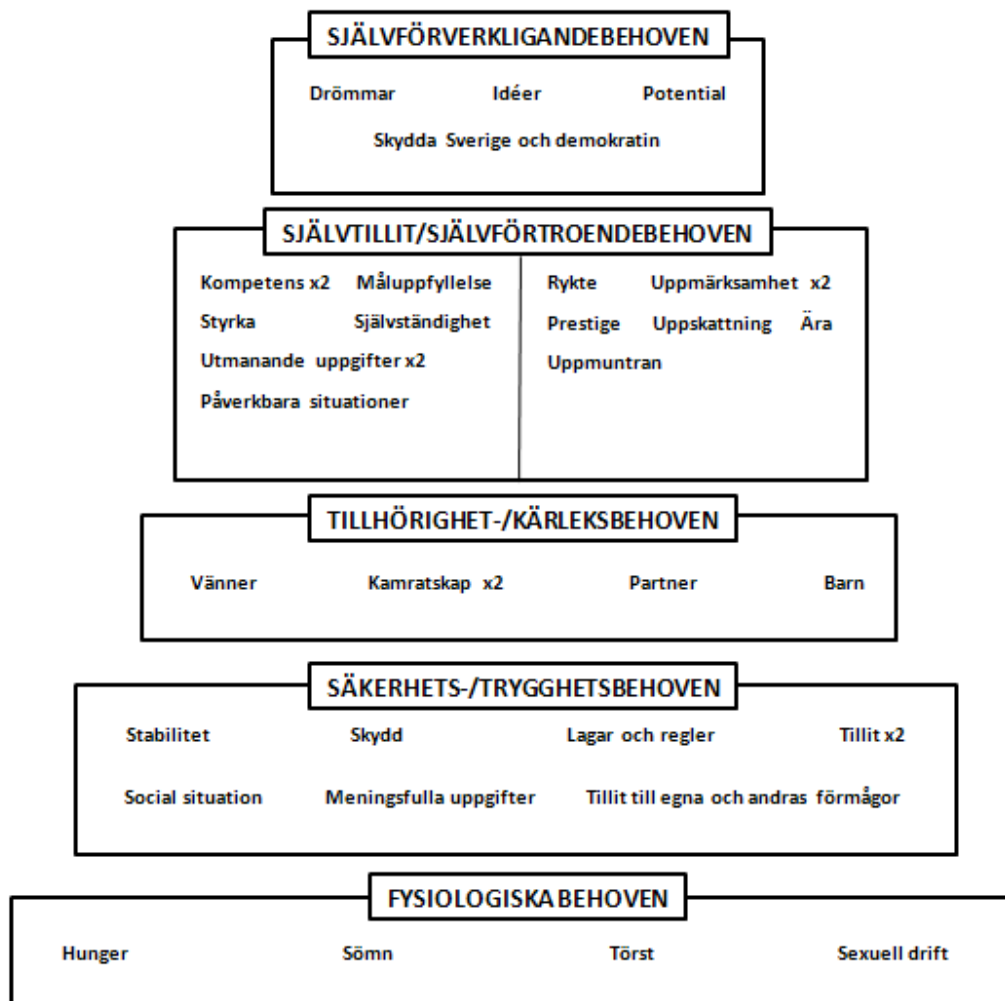 SJÄLVFÖRVERKLIGANDEBEHOVEN
Drömmar Idéer Potential
Skydda Sverige och demokratin
SJÄLVTILLIT/SJÄLVFÖRTROENDEBEHOVEN
Kompetens x2 Måluppfyllelse
Styrka Självständighet
Utmanande uppgifter x2
Påverkbara situationer
Rykte Uppmärksamhet x2
Prestige Uppskattning Ära
Uppmuntran
TILLHÖRIGHET-/KÄRLEKSBEHOVEN
Vänner Kamratskap x2 Partner Barn
SÄKERHETS-/TRYGGHETSBEHOVEN
Stabilitet Skydd Lagar och regler Tillit x2
Social situation Meningsfulla uppgifter Tillit till egna och andras förmågor
FYSIOLOGISKA BEHOVEN
Hunger Sömn Törst Sexuell drift